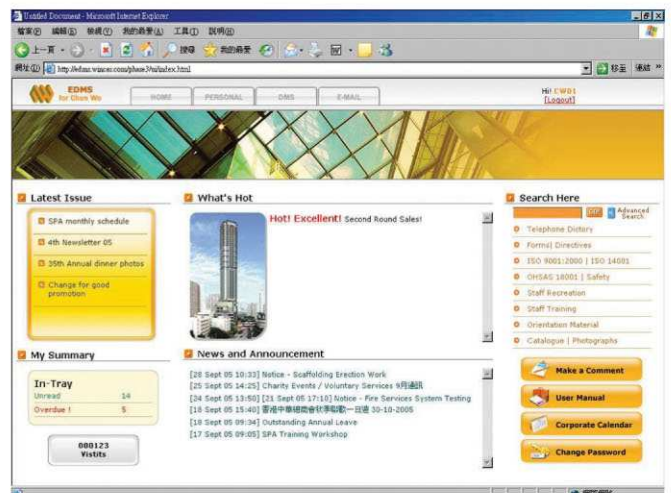 Untitled Document - Microsoft Internet Explorer
檔案(F) 編輯(E) 檢視(V) 我的最愛(A) 工具(T) 說明(H)
上一頁 搜尋 我的最愛
網址(D) http://edms.wincer.com/phase3/ui/index.html 移至 連結 »
EDMS
for Chun Wo
HOME PERSONAL DMS E-MAIL
Hi! CW01
[Logout]
Latest Issue
SPA monthly schedule
4th Newsletter 05
35th Annual dinner photos
Change for good
promotion
My Summary
In-Tray
Unread 14
Overdue ! 5
000123
Vistits
What's Hot
Hot! Excellent! Second Round Sales!
News and Announcement
[28 Sept 05 10:33] Notice - Scaffolding Erection Work
[25 Sept 05 14:25] Charity Events / Voluntary Services 9月通訊
[24 Sept 05 13:50] [21 Sept 05 17:10] Notice - Fire Services System Testing
[18 Sept 05 15:40] 香港中華總商會秋季聯歡一日遊 30-10-2005
[18 Sept 05 09:34] Outstanding Annual Leave
[17 Sept 05 09:05] SPA Training Workshop
Search Here
GO! Advanced
Search
Telephone Dictory
Forms| Directives
ISO 9001:2000 | ISO 14001
OHSAS 18001 | Safety
Staff Recreation
Staff Training
Orientation Material
Catalogue | Photographs
Make a Comment
User Manual
Corporate Calendar
Change Password